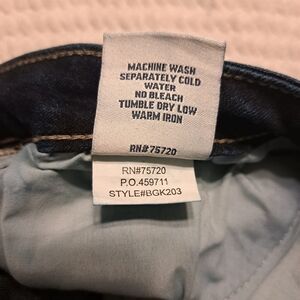 MACHINE WASH
SEPARATELY COLD
WATER
NO BLEACH
TUMBLE DRY LOW
WARM IRON
RN#75720
RN#75720
P.O.459711
STYLE#BGK203